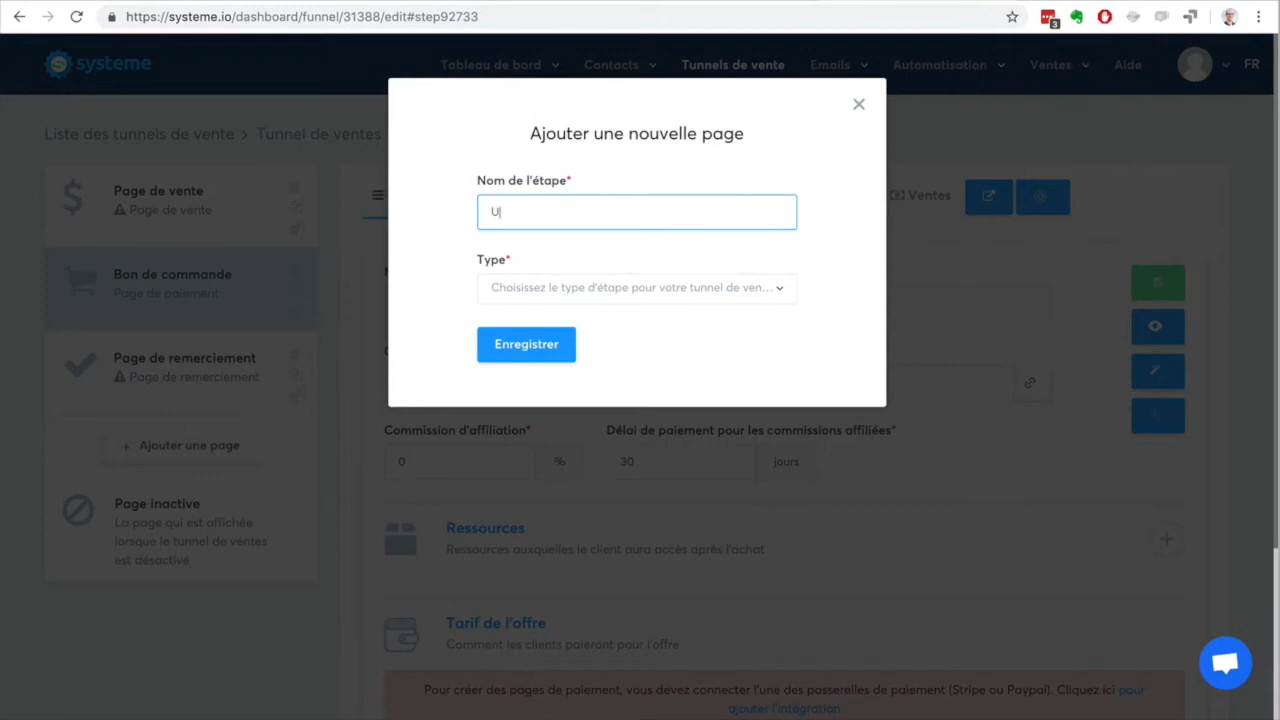 https://systeme.io/dashboard/funnel/31388/edit#step92733
3
systeme
Tableau de bord
Contacts
Tunnels de vente
Emails
Automatisation
Ventes
Aide
FR
Liste des tunnels de vente > Tunnel de ventes
Ajouter une nouvelle page
Nom de l'étape*
U
Type*
Choisissez le type d'étape pour votre tunnel de ven...
Enregistrer
Page de vente
Page de vente
Bon de commande
Page de paiement
Page de remerciement
Page de remerciement
+ Ajouter une page
Page inactive
La page qui est affichée
lorsque le tunnel de ventes
est désactivé
Ventes
Commission d'affiliation*
Délai de paiement pour les commissions affiliées*
0
%
30
jours
Ressources
Ressources auxquelles le client aura accès après l'achat
Tarif de l'offre
Comment les clients paieront pour l'offre
Pour créer des pages de paiement, vous devez connecter l'une des passerelles de paiement (Stripe ou Paypal). Cliquez ici pour
ajouter l'intégration